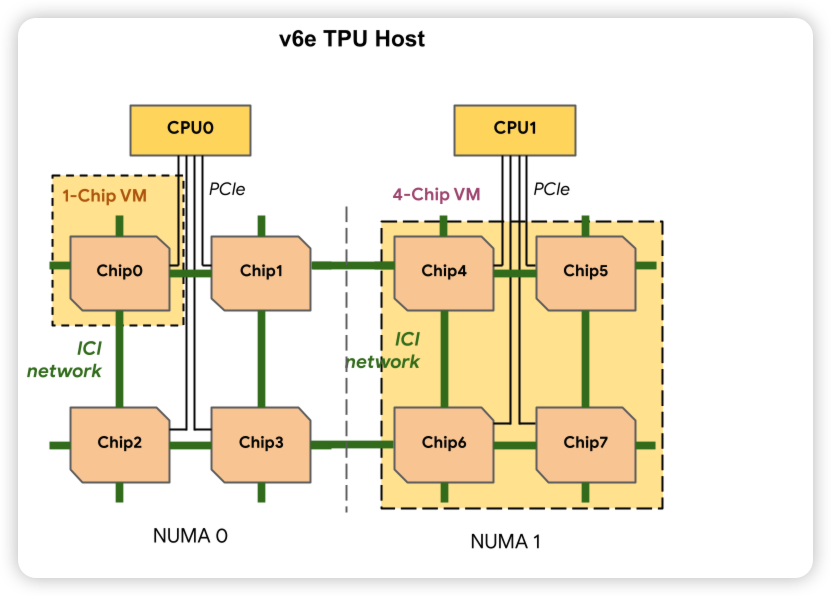 v6e TPU Host
CPU0
CPU1
1-Chip VM
PCIe
4-Chip VM
PCIe
Chip0
Chip1
Chip4
Chip5
ICI
network
ICI
network
Chip2
Chip3
Chip6
Chip7
NUMA 0
NUMA 1